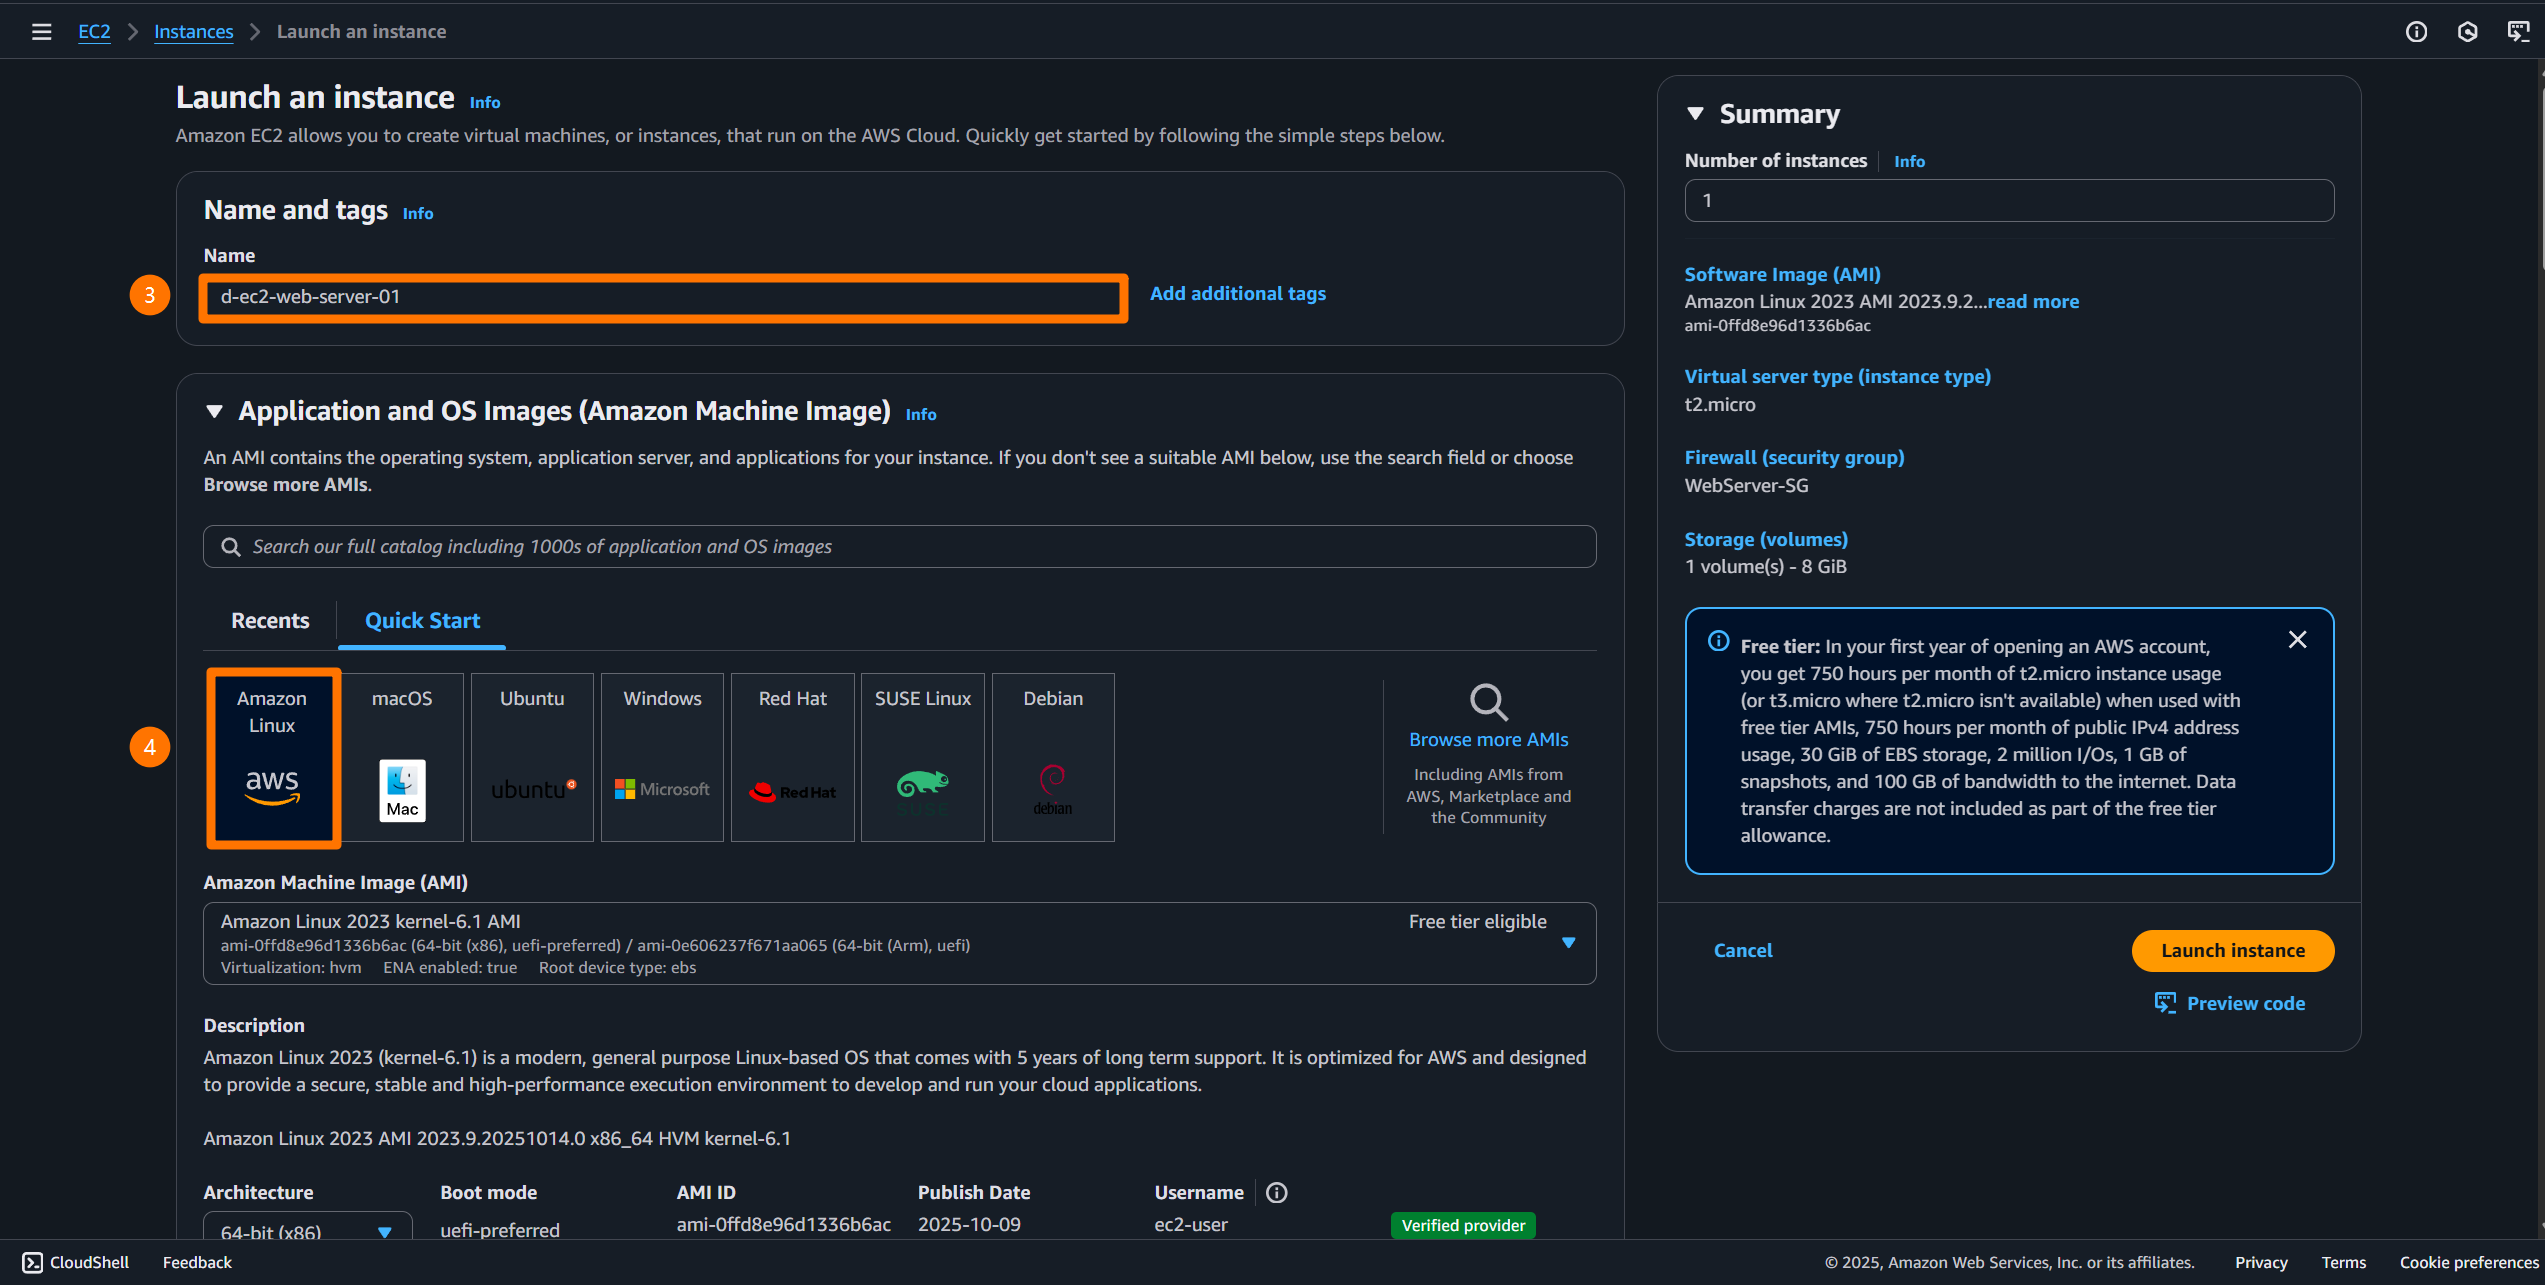 EC2 > Instances > Launch an instance
Launch an instance Info
Amazon EC2 allows you to create virtual machines, or instances, that run on the AWS Cloud. Quickly get started by following the simple steps below.
Name and tags Info
Name
3
d-ec2-web-server-01
Add additional tags
Application and OS Images (Amazon Machine Image) Info
An AMI contains the operating system, application server, and applications for your instance. If you don't see a suitable AMI below, use the search field or choose
Browse more AMIs.
Search our full catalog including 1000s of application and OS images
Recents
Quick Start
4
Amazon
Linux
aws
macOS
Mac
Ubuntu
ubuntu
Windows
Microsoft
Red Hat
Red Hat
SUSE Linux
SUSE
Debian
debian
Browse more AMIs
Including AMIs from
AWS, Marketplace and
the Community
Amazon Machine Image (AMI)
Amazon Linux 2023 kernel-6.1 AMI
Free tier eligible
ami-0ffd8e96d1336b6ac (64-bit (x86), uefi-preferred) / ami-0e606237f671aa065 (64-bit (Arm), uefi)
Virtualization: hvm ENA enabled: true Root device type: ebs
Description
Amazon Linux 2023 (kernel-6.1) is a modern, general purpose Linux-based OS that comes with 5 years of long term support. It is optimized for AWS and designed
to provide a secure, stable and high-performance execution environment to develop and run your cloud applications.
Amazon Linux 2023 AMI 2023.9.20251014.0 x86_64 HVM kernel-6.1
Architecture
64-bit (x86)
Boot mode
uefi-preferred
AMI ID
ami-0ffd8e96d1336b6ac
Publish Date
2025-10-09
Username
ec2-user
Verified provider
Summary
Number of instances Info
1
Software Image (AMI)
Amazon Linux 2023 AMI 2023.9.2...read more
ami-0ffd8e96d1336b6ac
Virtual server type (instance type)
t2.micro
Firewall (security group)
WebServer-SG
Storage (volumes)
1 volume(s) - 8 GiB
Free tier: In your first year of opening an AWS account,
you get 750 hours per month of t2.micro instance usage
(or t3.micro where t2.micro isn't available) when used with
free tier AMIs, 750 hours per month of public IPv4 address
usage, 30 GiB of EBS storage, 2 million I/Os, 1 GB of
snapshots, and 100 GB of bandwidth to the internet. Data
transfer charges are not included as part of the free tier
allowance.
Cancel
Launch instance
Preview code
CloudShell
Feedback
© 2025, Amazon Web Services, Inc. or its affiliates.
Privacy
Terms
Cookie preferences